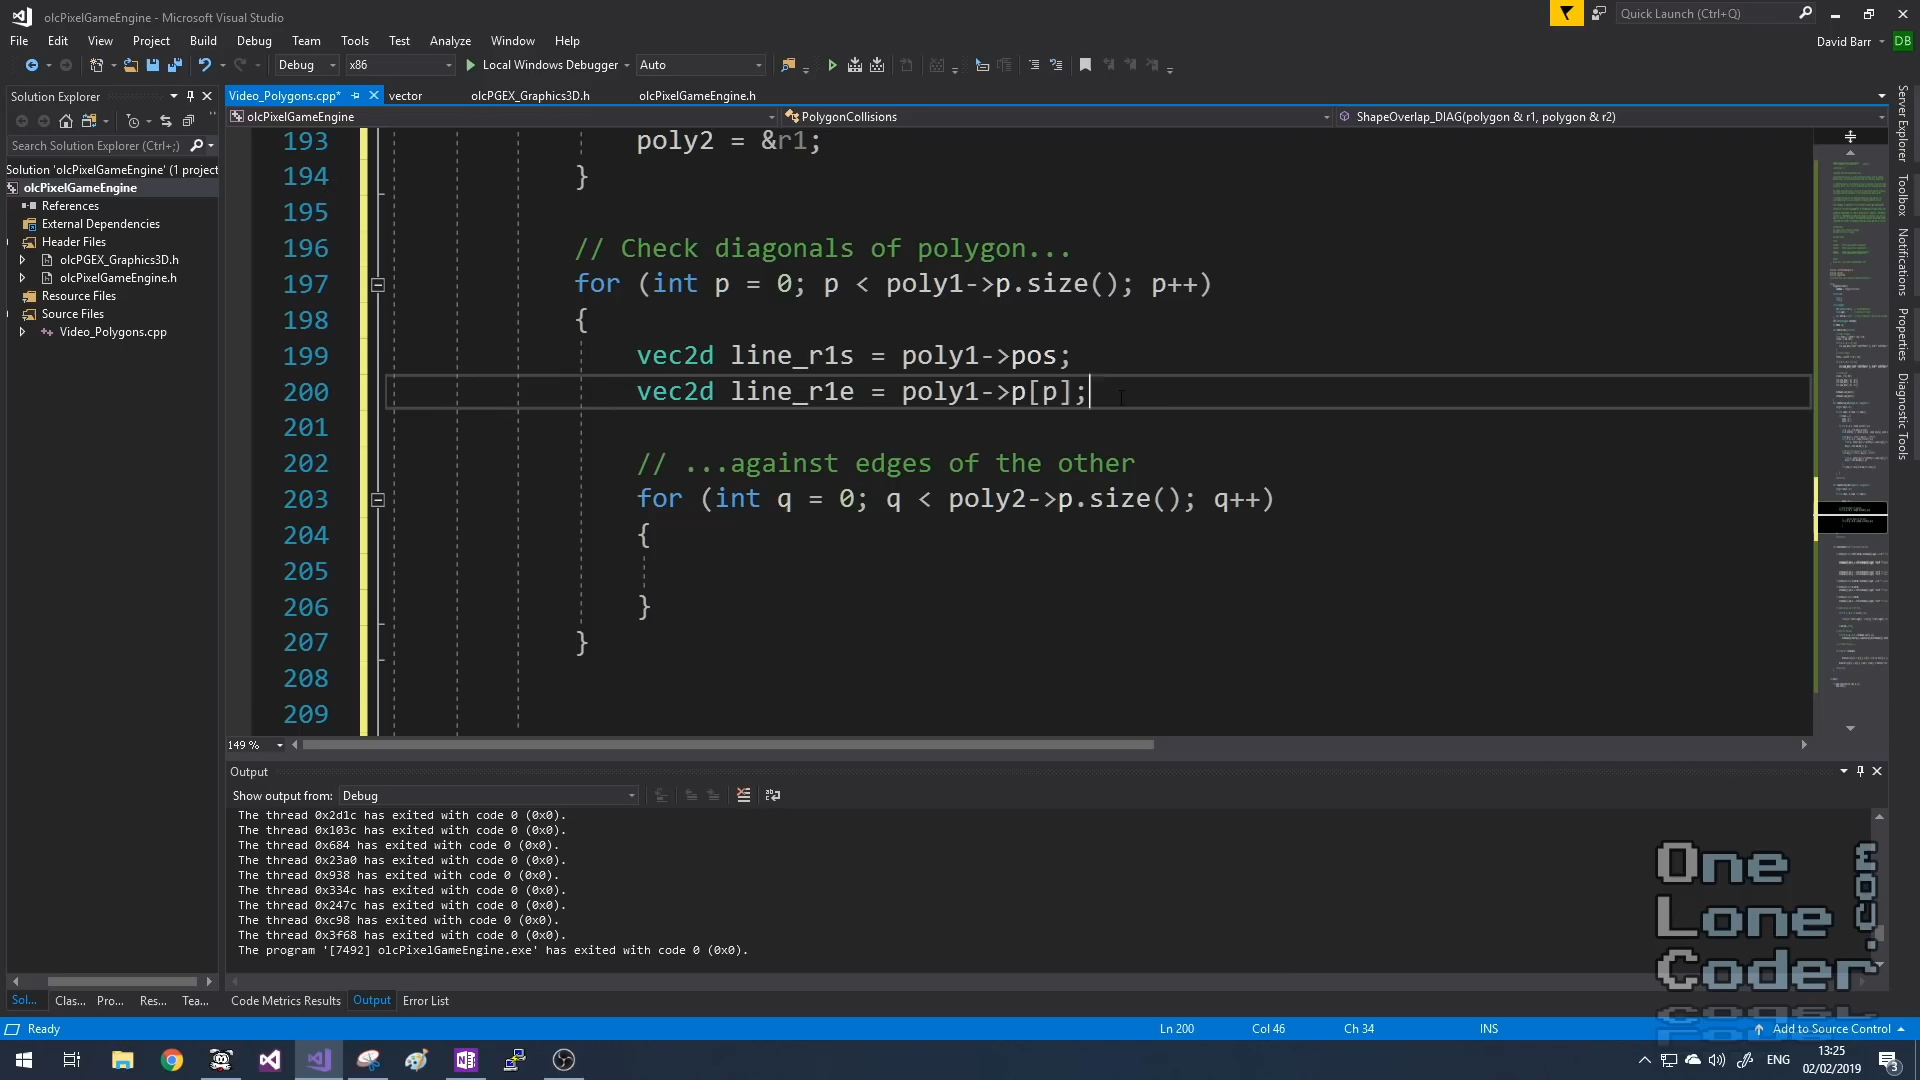 olcPixelGameEngine - Microsoft Visual Studio
Quick Launch (Ctrl+Q)
File Edit View Project Build Debug Team Tools Test Analyze Window Help
David Barr DB
Debug x86 Local Windows Debugger Auto
Solution Explorer
Video_Polygons.cpp* vector olcPGEX_Graphics3D.h olcPixelGameEngine.h
olcPixelGameEngine PolygonCollisions ShapeOverlap_DIAG(polygon & r1, polygon & r2)
Search Solution Explorer (Ctrl+;)
Solution 'olcPixelGameEngine' (1 project
olcPixelGameEngine
References
External Dependencies
Header Files
olcPGEX_Graphics3D.h
olcPixelGameEngine.h
Resource Files
Source Files
Video_Polygons.cpp
193 poly2 = &r1;
194 }
195
196 // Check diagonals of polygon...
197 for (int p = 0; p < poly1->p.size(); p++)
198 {
199 vec2d line_r1s = poly1->pos;
200 vec2d line_r1e = poly1->p[p];
201
202 // ...against edges of the other
203 for (int q = 0; q < poly2->p.size(); q++)
204 {
205
206 }
207 }
208
209
Server Explorer
Toolbox
Notifications
Properties
Diagnostic Tools
149 %
Output
Show output from: Debug
The thread 0x2d1c has exited with code 0 (0x0).
The thread 0x103c has exited with code 0 (0x0).
The thread 0x684 has exited with code 0 (0x0).
The thread 0x23a0 has exited with code 0 (0x0).
The thread 0x938 has exited with code 0 (0x0).
The thread 0x334c has exited with code 0 (0x0).
The thread 0x247c has exited with code 0 (0x0).
The thread 0xc98 has exited with code 0 (0x0).
The thread 0x3f68 has exited with code 0 (0x0).
The program '[7492] olcPixelGameEngine.exe' has exited with code 0 (0x0).
One
Lone
Coder
.com
Sol... Clas... Pro... Res... Tea... Code Metrics Results Output Error List
Ready Ln 200 Col 46 Ch 34 INS Add to Source Control
ENG
13:25
02/02/2019
3